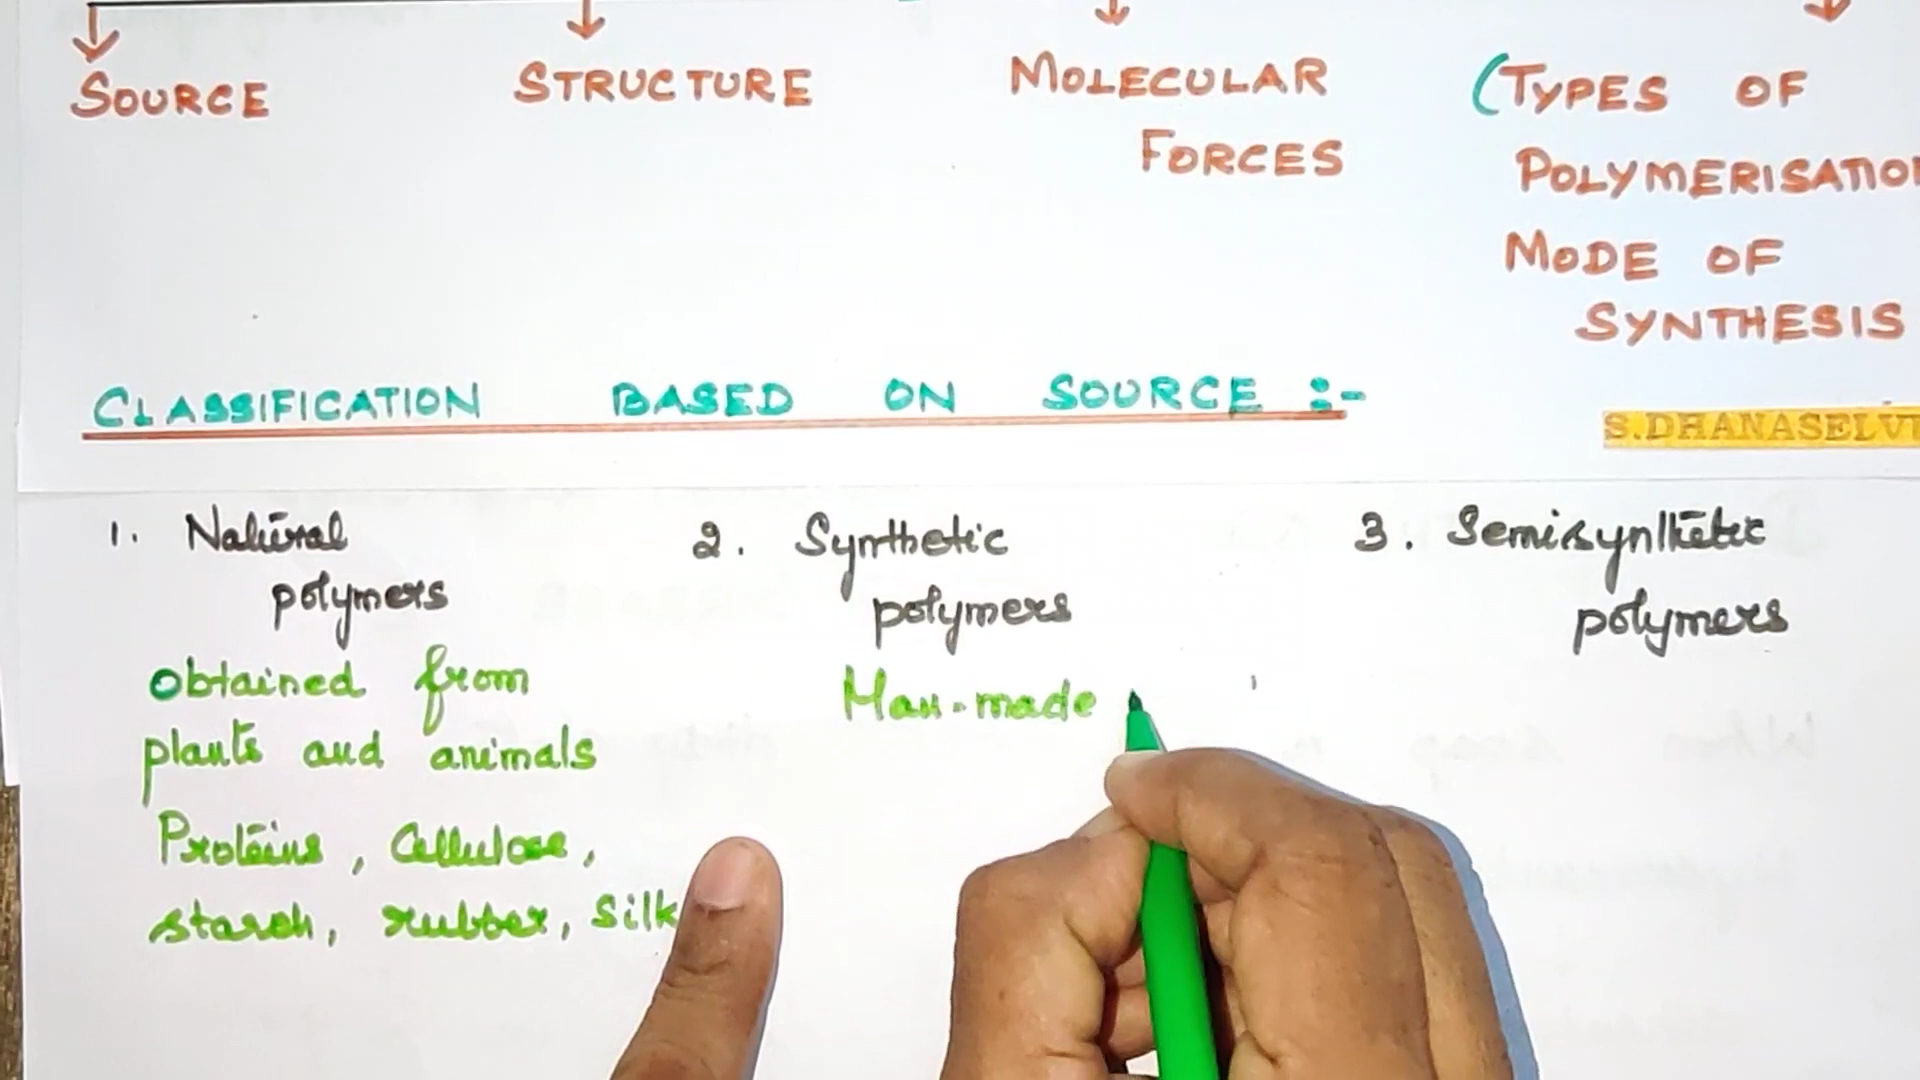 SOURCE
STRUCTURE
MOLECULAR
FORCES
(TYPES OF
POLYMERISATION
MODE OF
SYNTHESIS
CLASSIFICATION BASED ON SOURCE :-
S.DHANASELVI
1. Natural
polymers
2. Synthetic
polymers
3. Semisynthetic
polymers
Obtained from
plants and animals
Proteins, Cellulose,
starch, rubber, Silk
Man-made